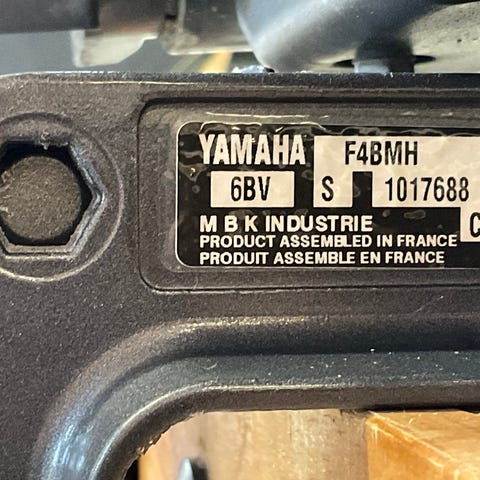 YAMAHA F4BMH
6BV S 1017688
M B K INDUSTRIE
PRODUCT ASSEMBLED IN FRANCE
PRODUIT ASSEMBLE EN FRANCE